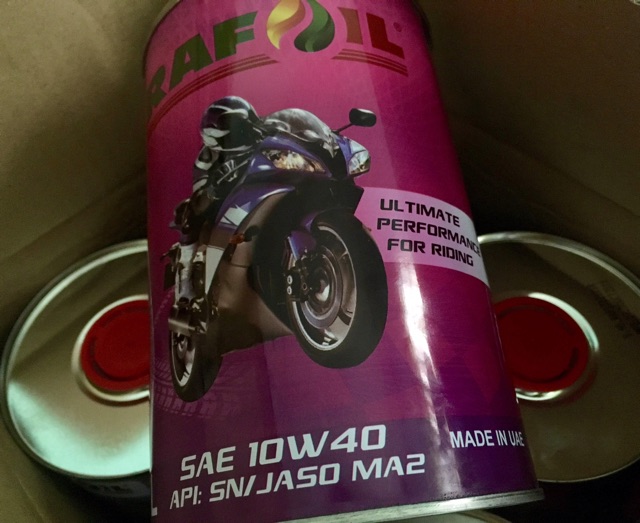 RAFOIL®
ULTIMATE
PERFORMANCE
FOR RIDING
SAE 10W40
API: SN/JASO MA2
MADE IN UAE